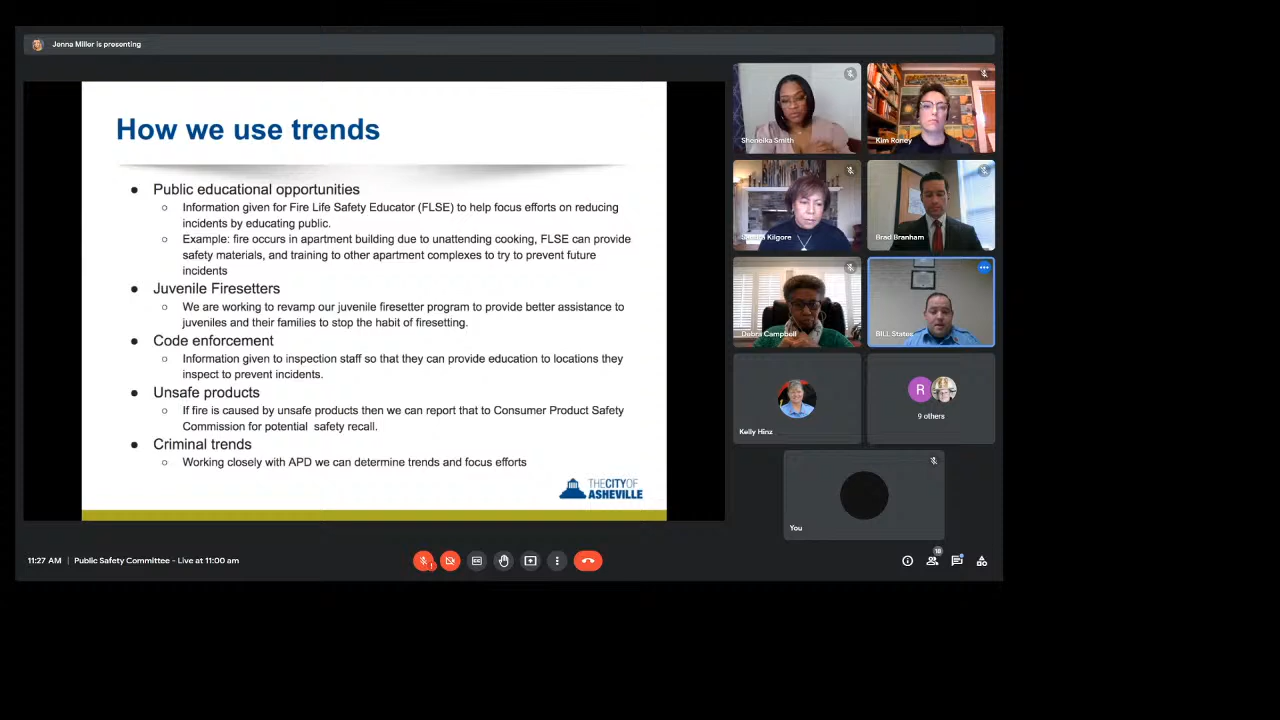 Jenna Miller is presenting
How we use trends
● Public educational opportunities
○ Information given for Fire Life Safety Educator (FLSE) to help focus efforts on reducing
incidents by educating public.
○ Example: fire occurs in apartment building due to unattending cooking, FLSE can provide
safety materials, and training to other apartment complexes to try to prevent future
incidents
● Juvenile Firesetters
○ We are working to revamp our juvenile firesetter program to provide better assistance to
juveniles and their families to stop the habit of firesetting.
● Code enforcement
○ Information given to inspection staff so that they can provide education to locations they
inspect to prevent incidents.
● Unsafe products
○ If fire is caused by unsafe products then we can report that to Consumer Product Safety
Commission for potential safety recall.
● Criminal trends
○ Working closely with APD we can determine trends and focus efforts
THE CITY OF
ASHEVILLE
Sheneika Smith
Kim Roney
Kilgore
Brad Branham
Debra Campbell
BILL States
Kelly Hinz
R
9 others
You
11:27 AM | Public Safety Committee - Live at 11:00 am
18